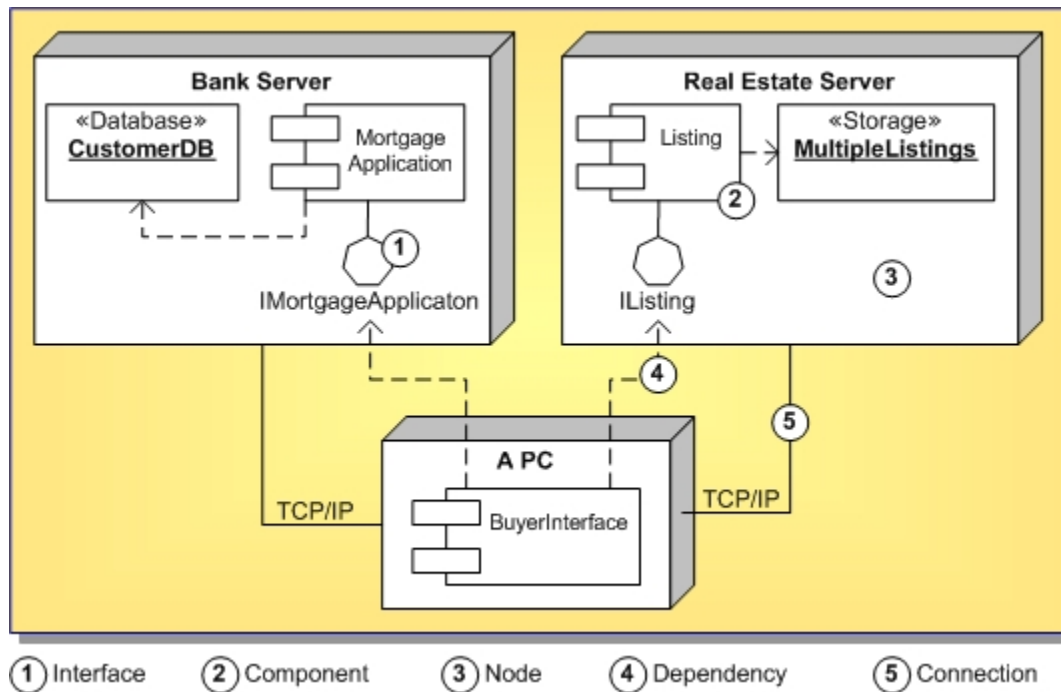 Bank Server
«Database»
CustomerDB
Mortgage
Application
1
IMortgageApplicaton
Real Estate Server
Listing
2
«Storage»
MultipleListings
IListing
3
4
5
A PC
BuyerInterface
TCP/IP
TCP/IP
1 Interface
2 Component
3 Node
4 Dependency
5 Connection